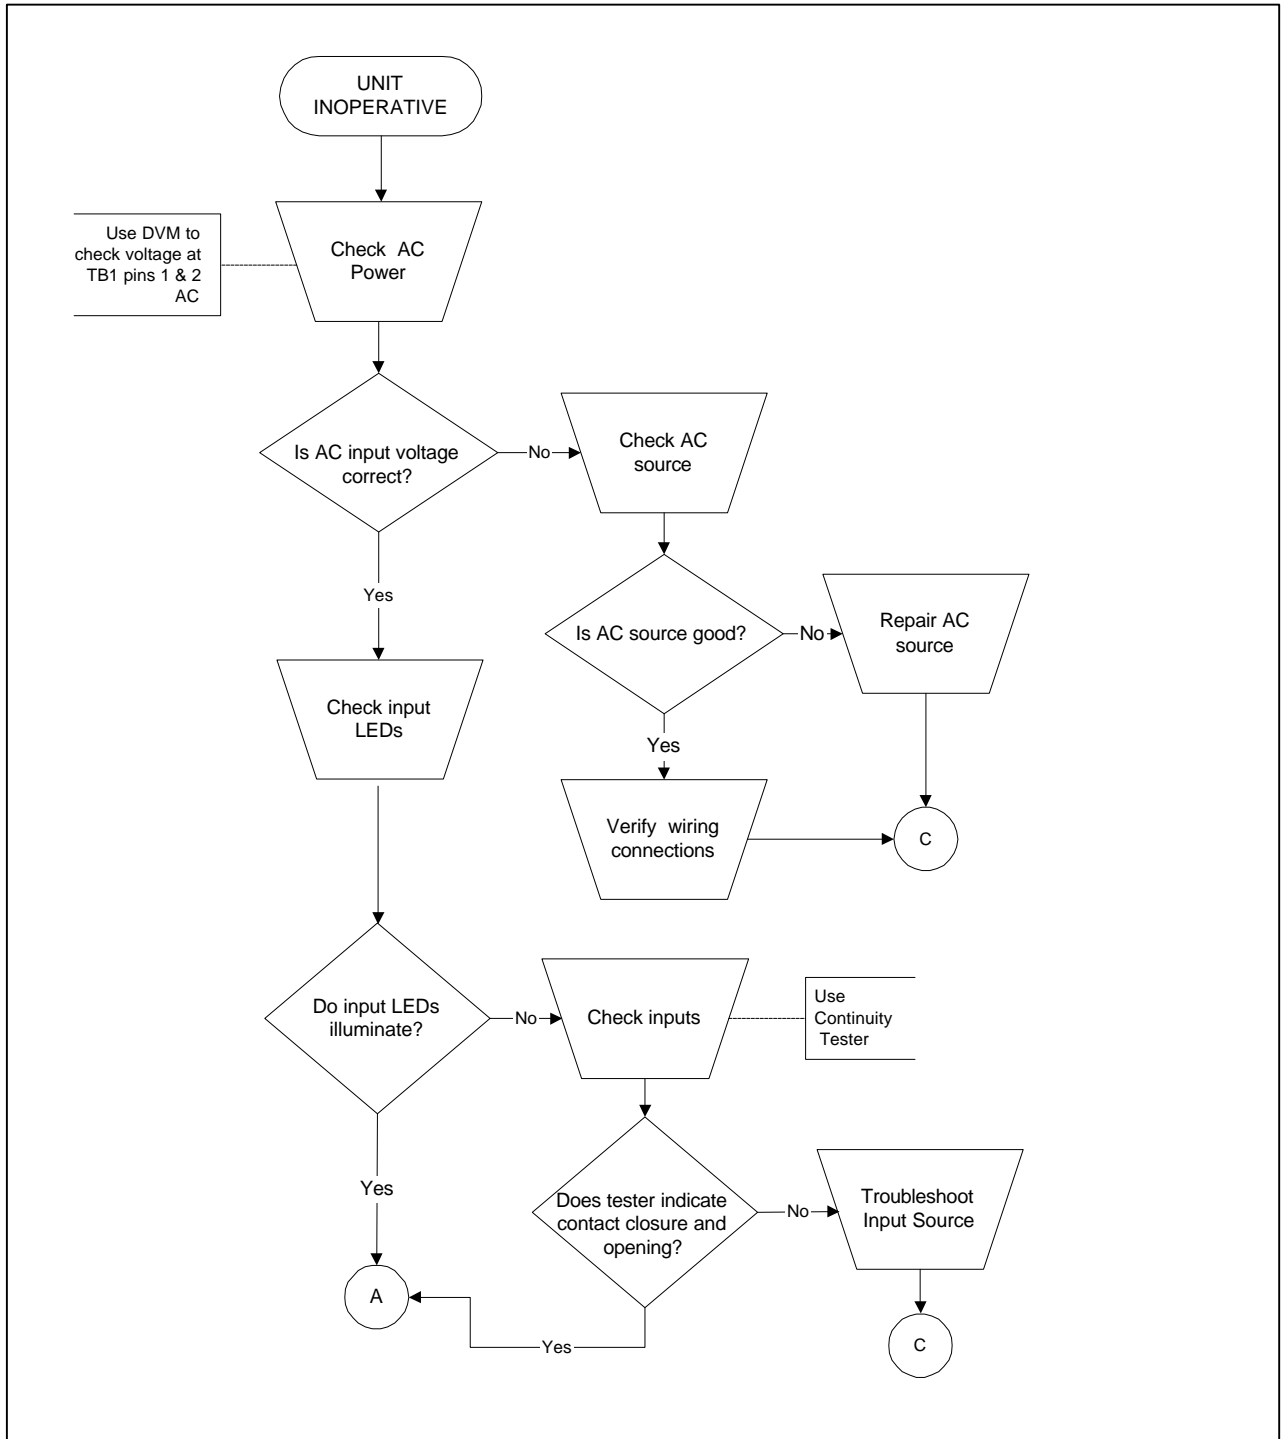 UNIT
INOPERATIVE
Use DVM to
check voltage at
TB1 pins 1 & 2
AC
Check AC
Power
Is AC input voltage
correct?
No
Check AC
source
Yes
Is AC source good?
No
Repair AC
source
Check input
LEDs
Yes
Verify wiring
connections
C
Do input LEDs
illuminate?
No
Check inputs
Use
Continuity
Tester
Yes
Does tester indicate
contact closure and
opening?
No
Troubleshoot
Input Source
A
Yes
C